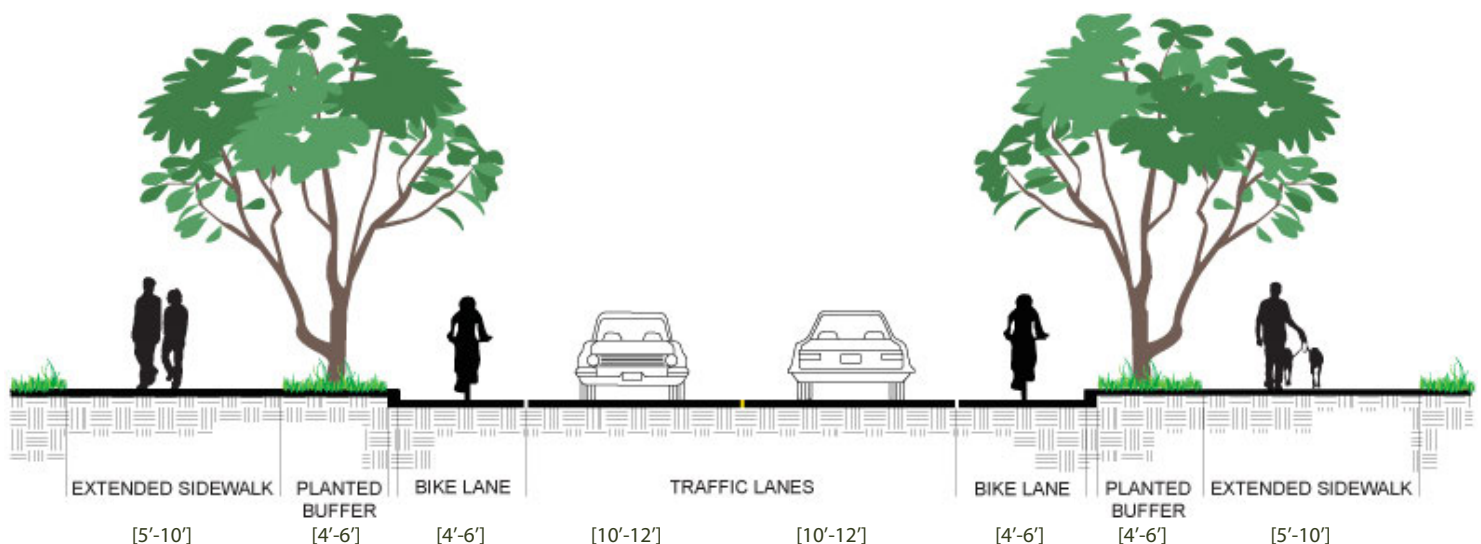 EXTENDED SIDEWALK
PLANTED
BUFFER
BIKE LANE
TRAFFIC LANES
BIKE LANE
PLANTED
BUFFER
EXTENDED SIDEWALK
[5’-10’]
[4’-6’]
[4’-6’]
[10’-12’]
[10’-12’]
[4’-6’]
[4’-6’]
[5’-10’]